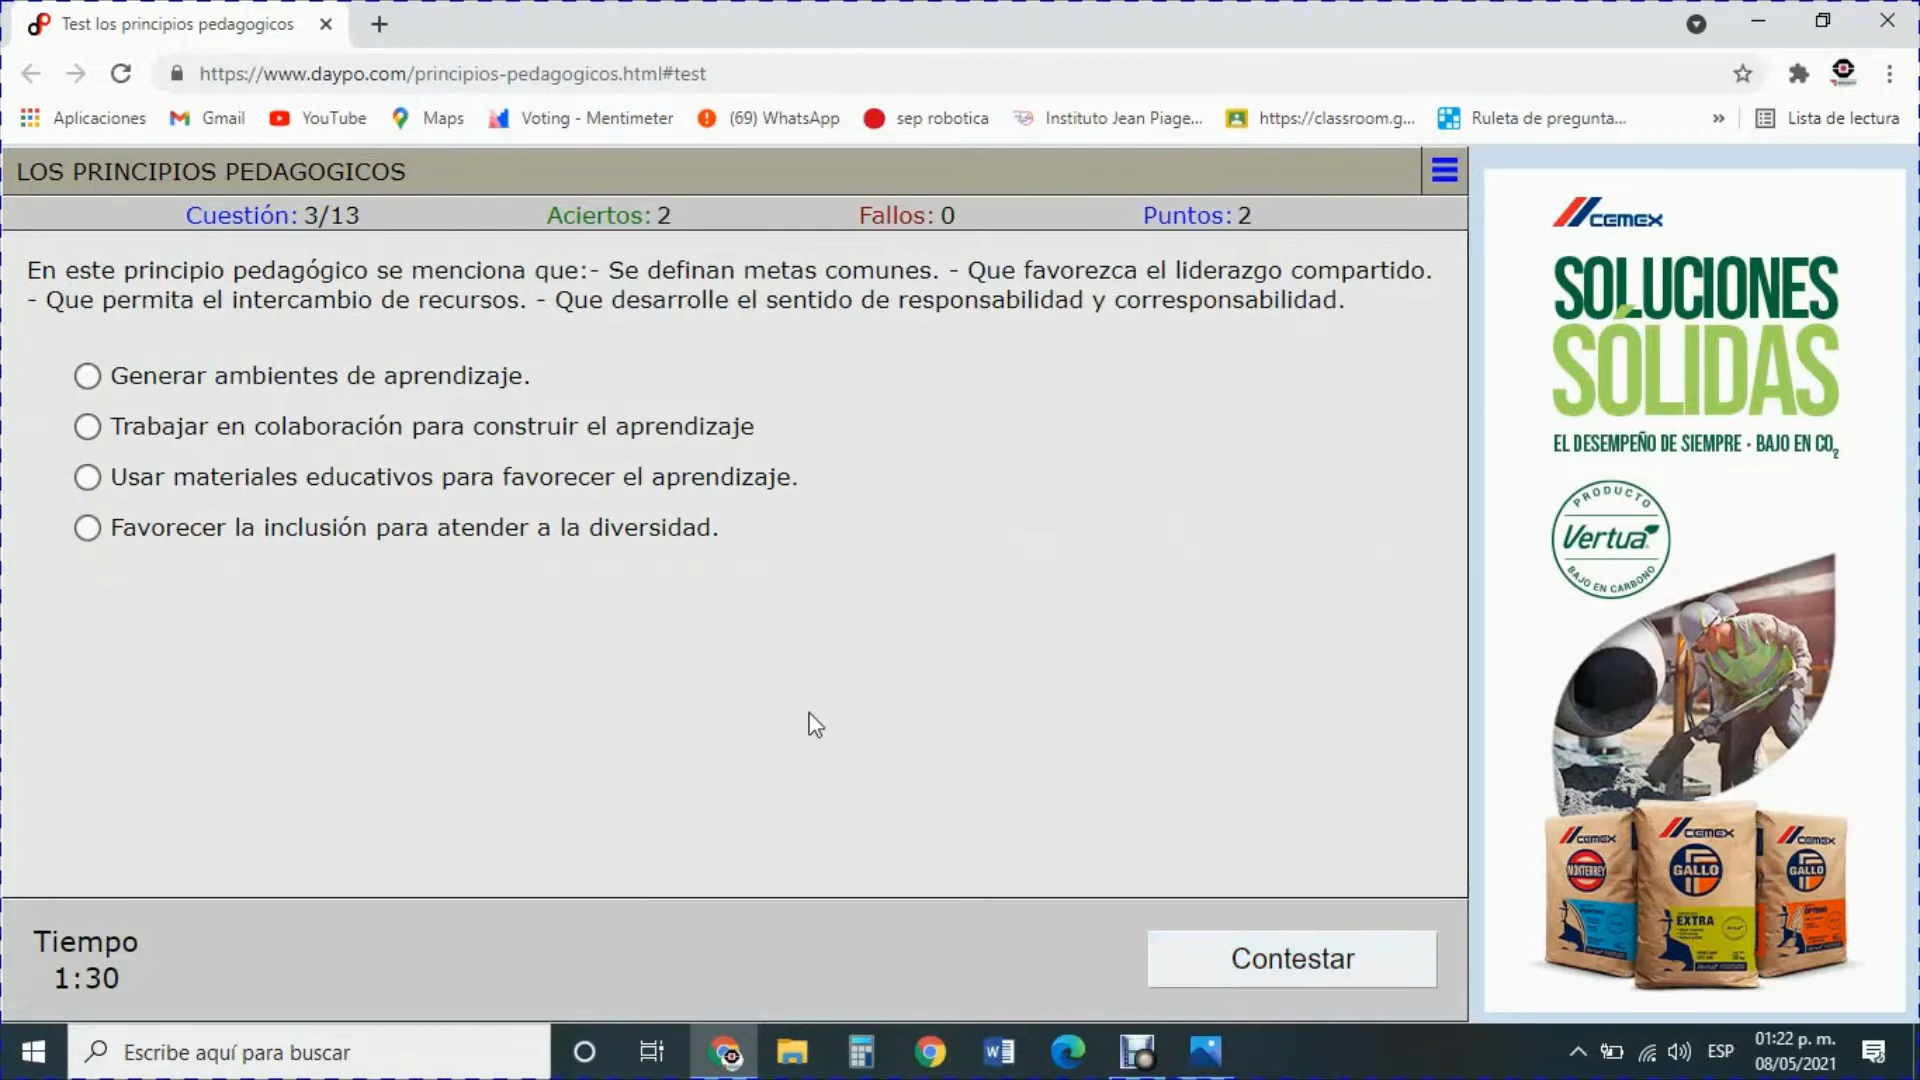 Test los principios pedagogicos
https://www.daypo.com/principios-pedagogicos.html#test
Aplicaciones Gmail YouTube Maps Voting - Mentimeter (69) WhatsApp sep robotica Instituto Jean Piage... https://classroom.g... Ruleta de pregunta... » Lista de lectura
LOS PRINCIPIOS PEDAGOGICOS
Cuestión: 3/13 Aciertos: 2 Fallos: 0 Puntos: 2
En este principio pedagógico se menciona que:- Se definan metas comunes. - Que favorezca el liderazgo compartido.
- Que permita el intercambio de recursos. - Que desarrolle el sentido de responsabilidad y corresponsabilidad.
Generar ambientes de aprendizaje.
Trabajar en colaboración para construir el aprendizaje
Usar materiales educativos para favorecer el aprendizaje.
Favorecer la inclusión para atender a la diversidad.
Tiempo
1:30
Contestar
CEMEX
SOLUCIONES
SÓLIDAS
EL DESEMPEÑO DE SIEMPRE · BAJO EN CO2
PRODUCTO
Vertua
BAJO EN CARBONO
CEMEX CEMEX CEMEX
MONTERREY GALLO GALLO
EXTRA
Escribe aquí para buscar
ESP
01:22 p. m.
08/05/2021